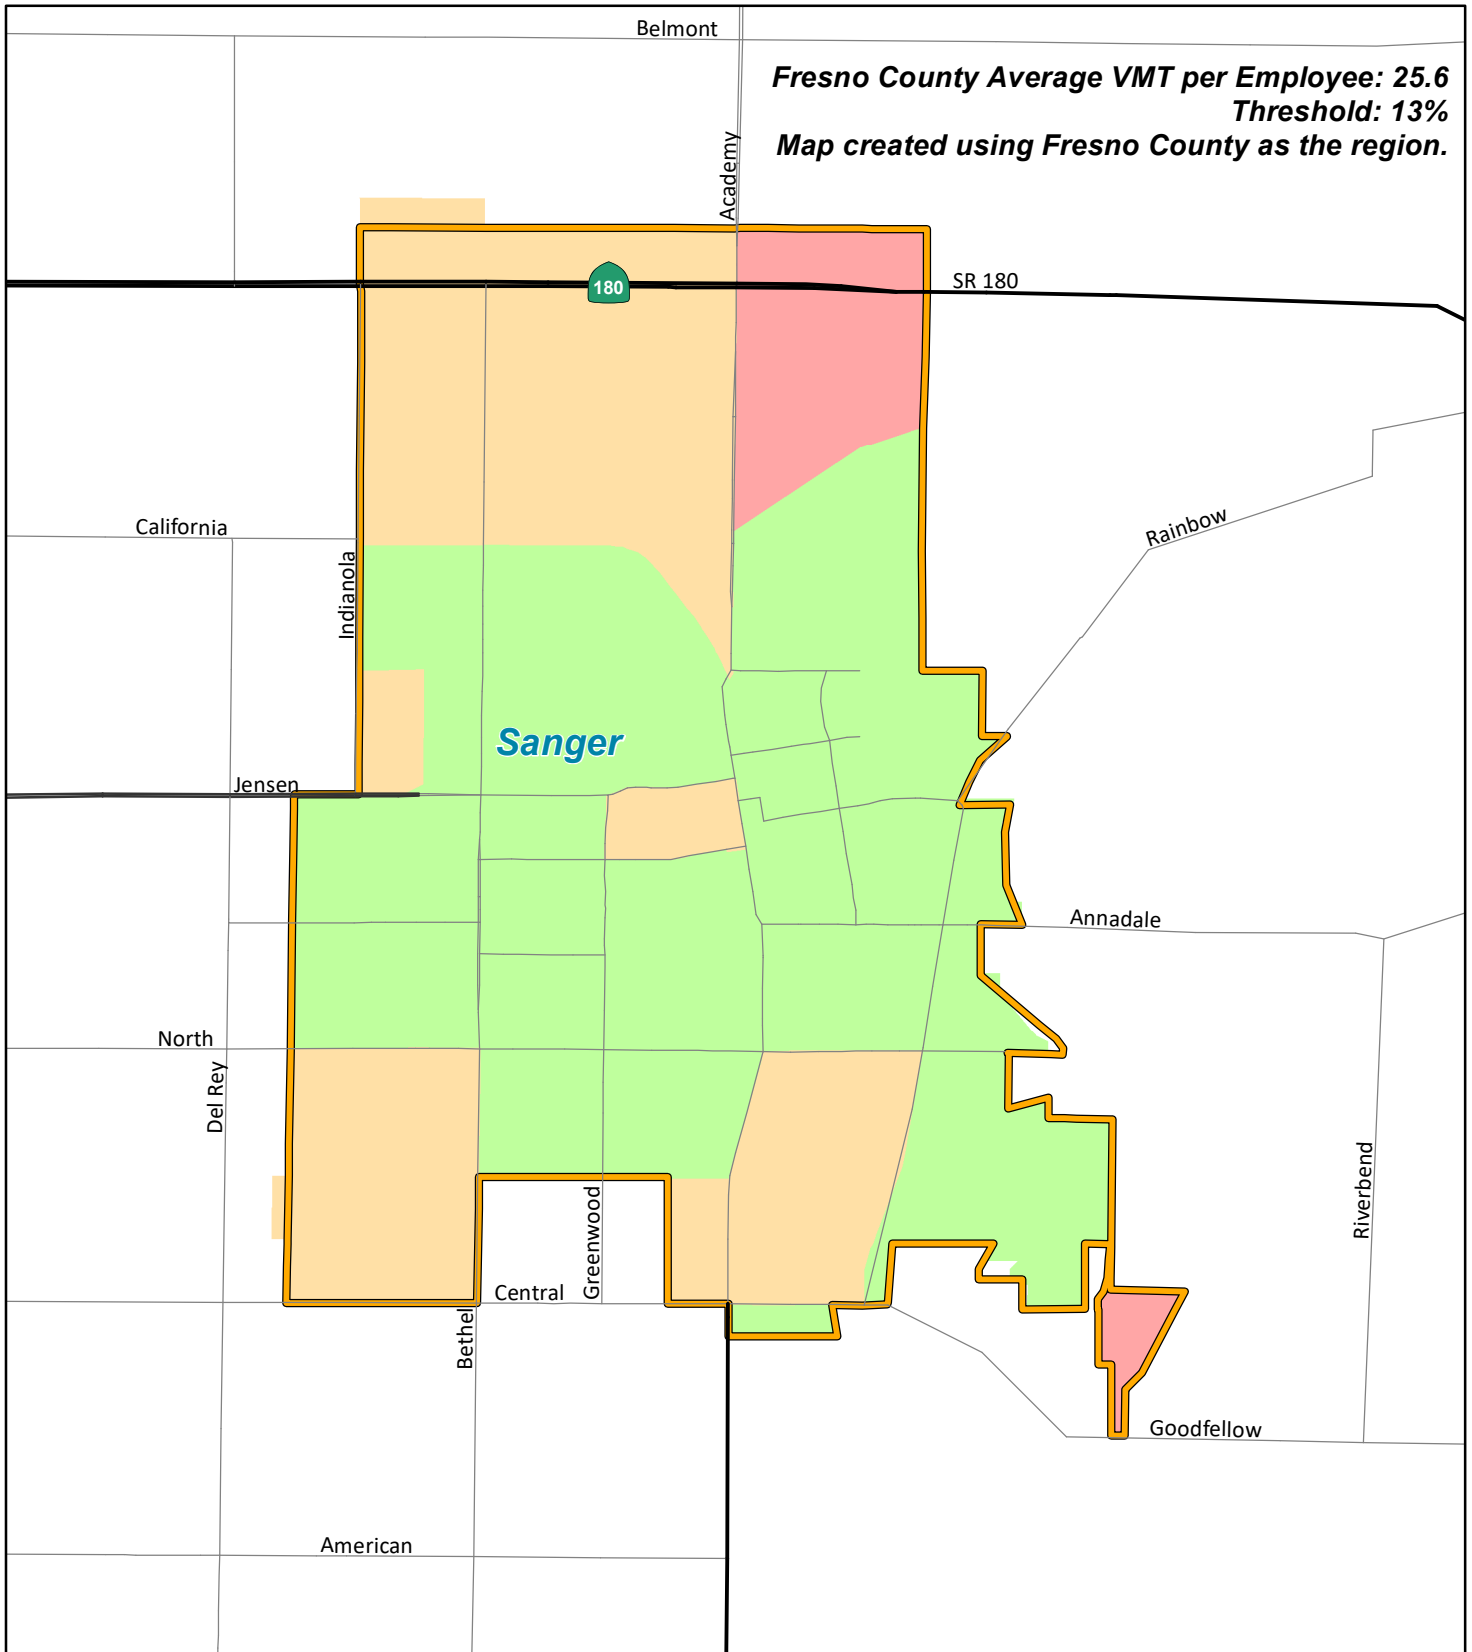 Belmont
Fresno County Average VMT per Employee: 25.6
Threshold: 13%
Map created using Fresno County as the region.
Academy
180
SR 180
California
Rainbow
Indianola
Sanger
Jensen
Annadale
North
Del Rey
Riverbend
Greenwood
Central
Bethel
Goodfellow
American